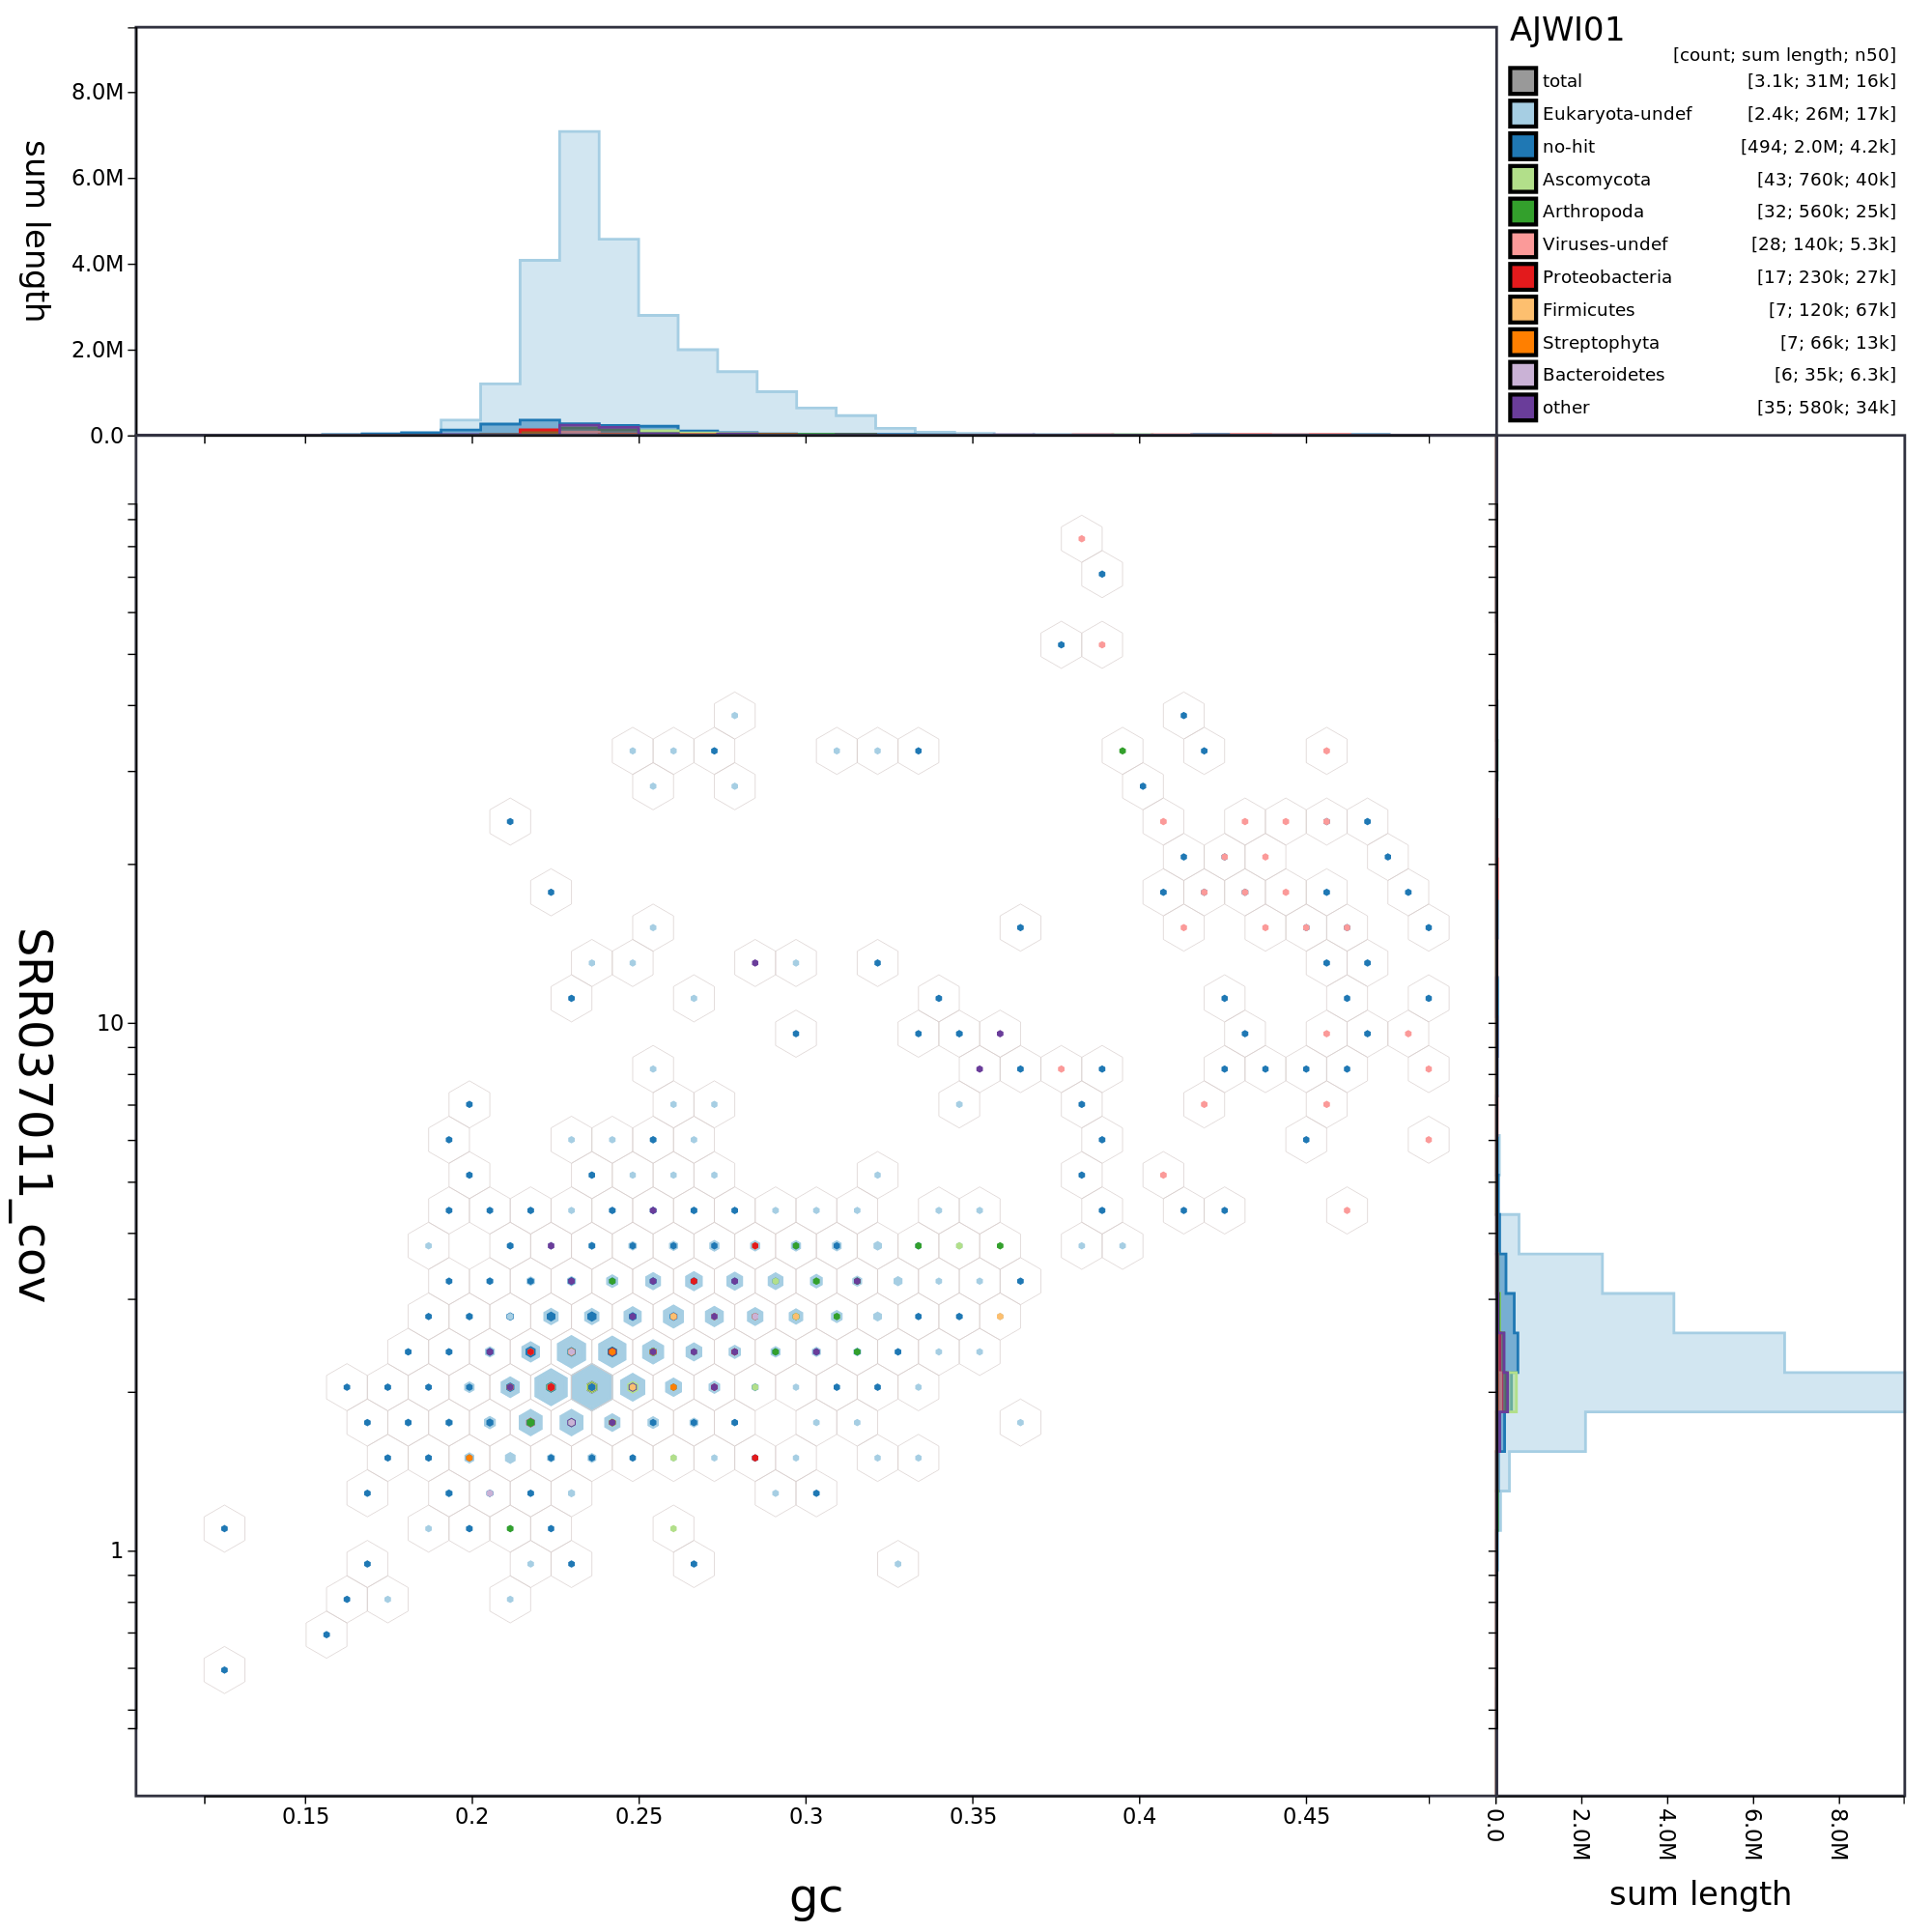 AJWI01
[count; sum length; n50]
total [3.1k; 31M; 16k]
Eukaryota-undef [2.4k; 26M; 17k]
no-hit [494; 2.0M; 4.2k]
Ascomycota [43; 760k; 40k]
Arthropoda [32; 560k; 25k]
Viruses-undef [28; 140k; 5.3k]
Proteobacteria [17; 230k; 27k]
Firmicutes [7; 120k; 67k]
Streptophyta [7; 66k; 13k]
Bacteroidetes [6; 35k; 6.3k]
other [35; 580k; 34k]
sum length
8.0M
6.0M
4.0M
2.0M
0.0
SRR037011_cov
10
1
0.15 0.2 0.25 0.3 0.35 0.4 0.45
gc
0.0 2.0M 4.0M 6.0M 8.0M
sum length